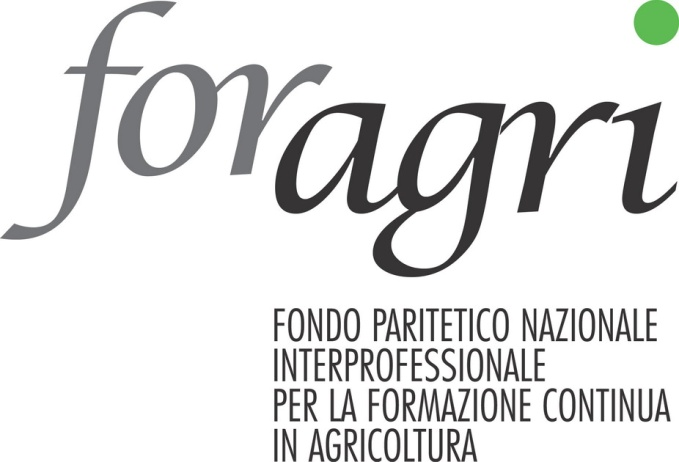 foragri
FONDO PARITETICO NAZIONALE
INTERPROFESSIONALE
PER LA FORMAZIONE CONTINUA
IN AGRICOLTURA